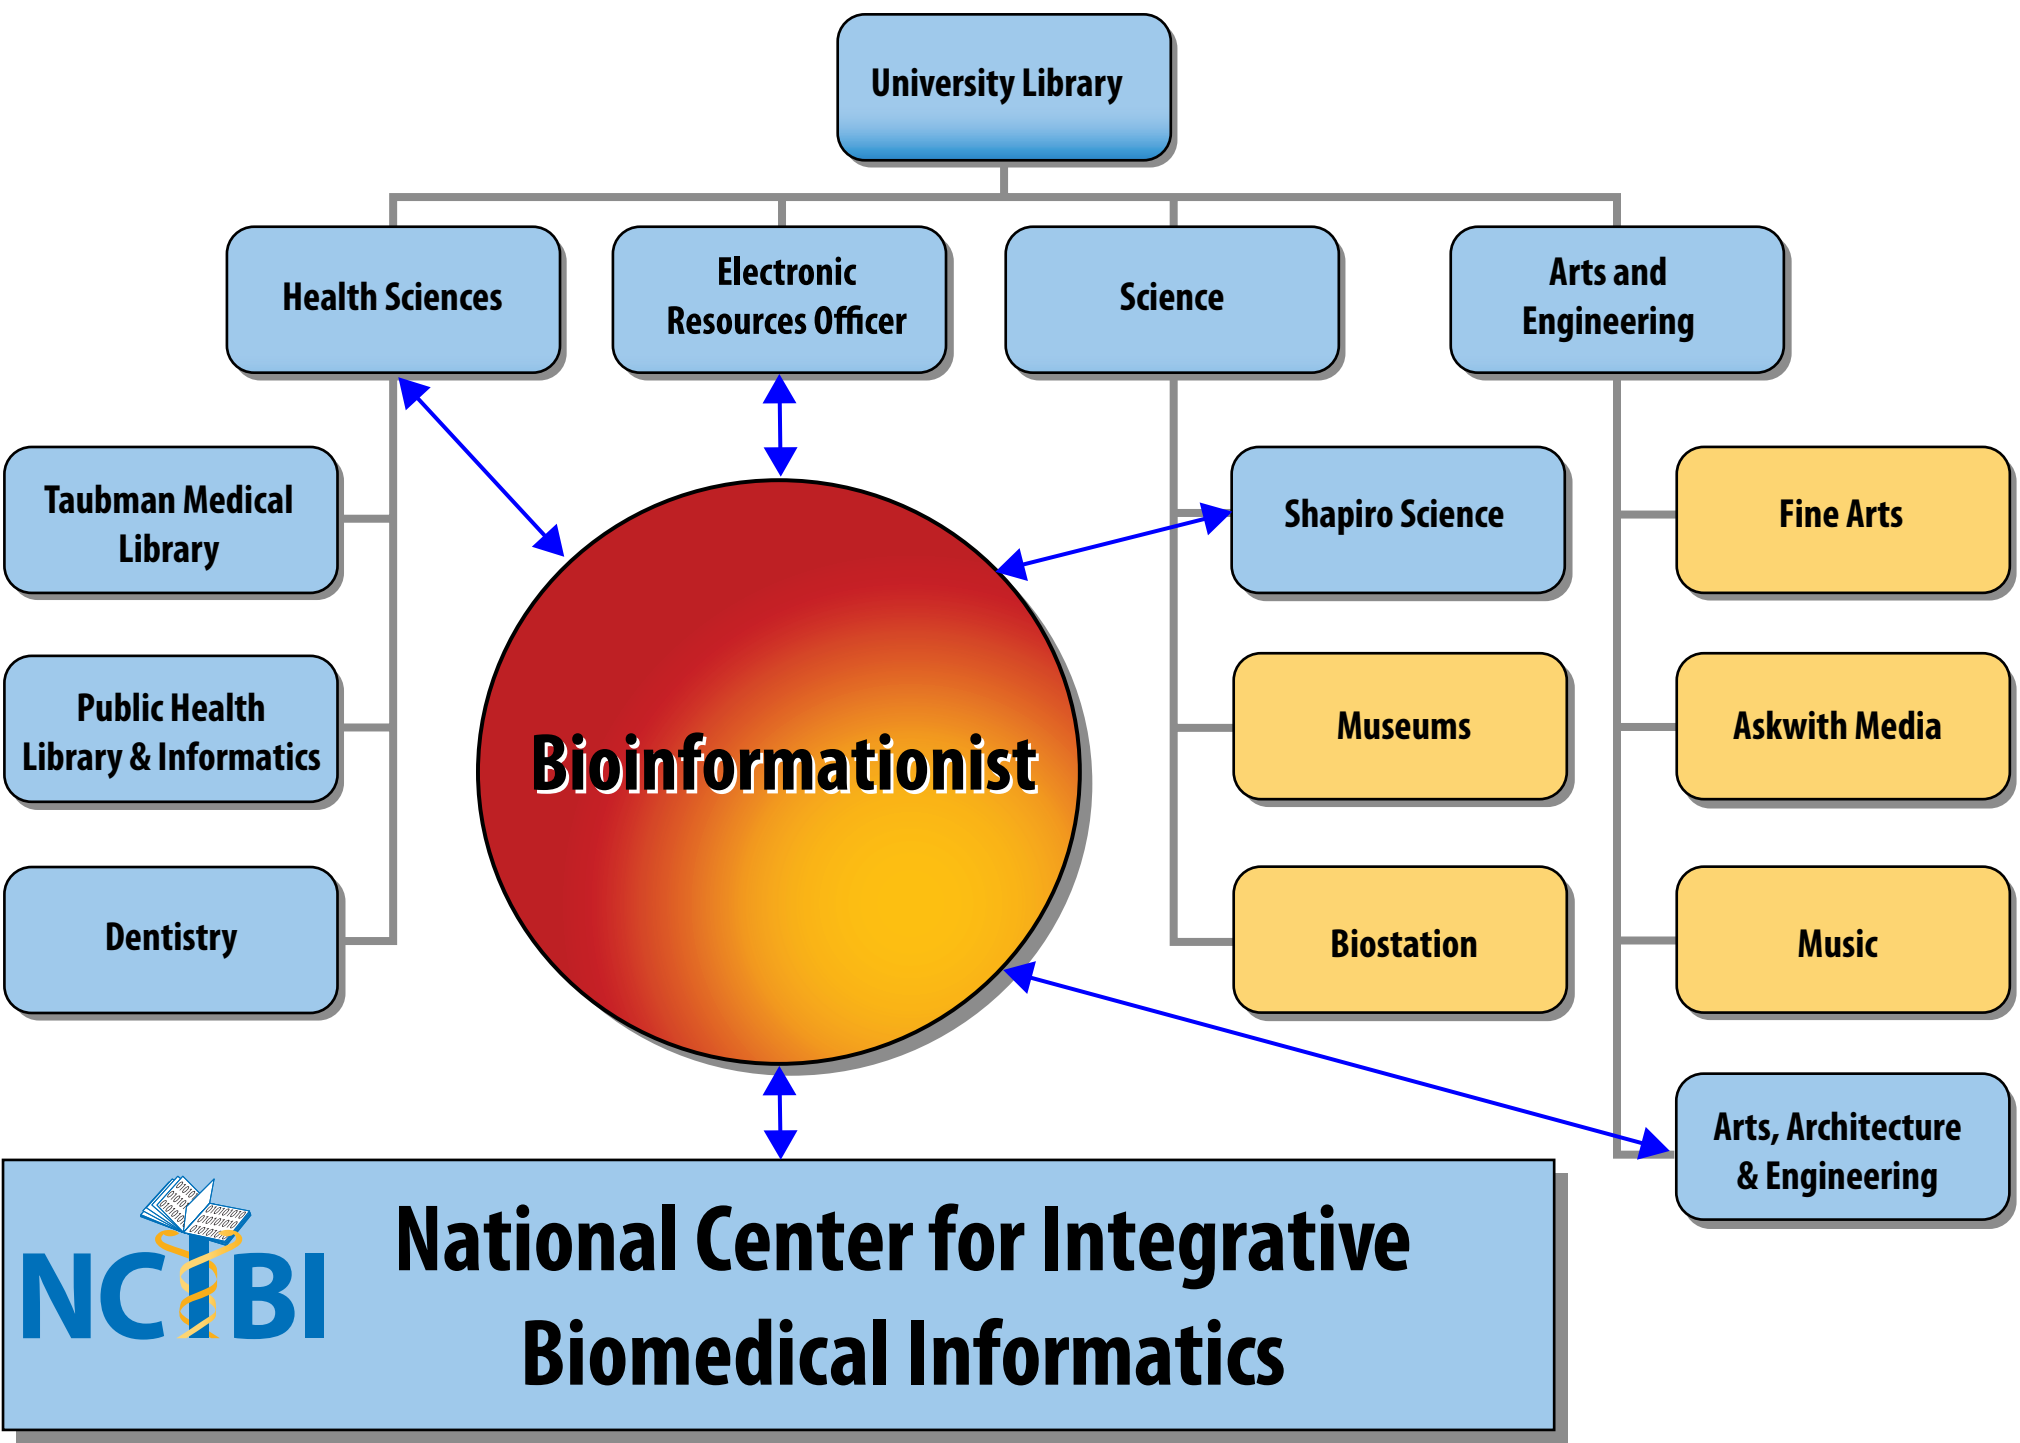 University Library
Health Sciences
Electronic
Resources Officer
Science
Arts and
Engineering
Taubman Medical
Library
Shapiro Science
Fine Arts
Public Health
Library & Informatics
Bioinformationist
Museums
Askwith Media
Dentistry
Biostation
Music
Arts, Architecture
& Engineering
NCIBI
National Center for Integrative
Biomedical Informatics